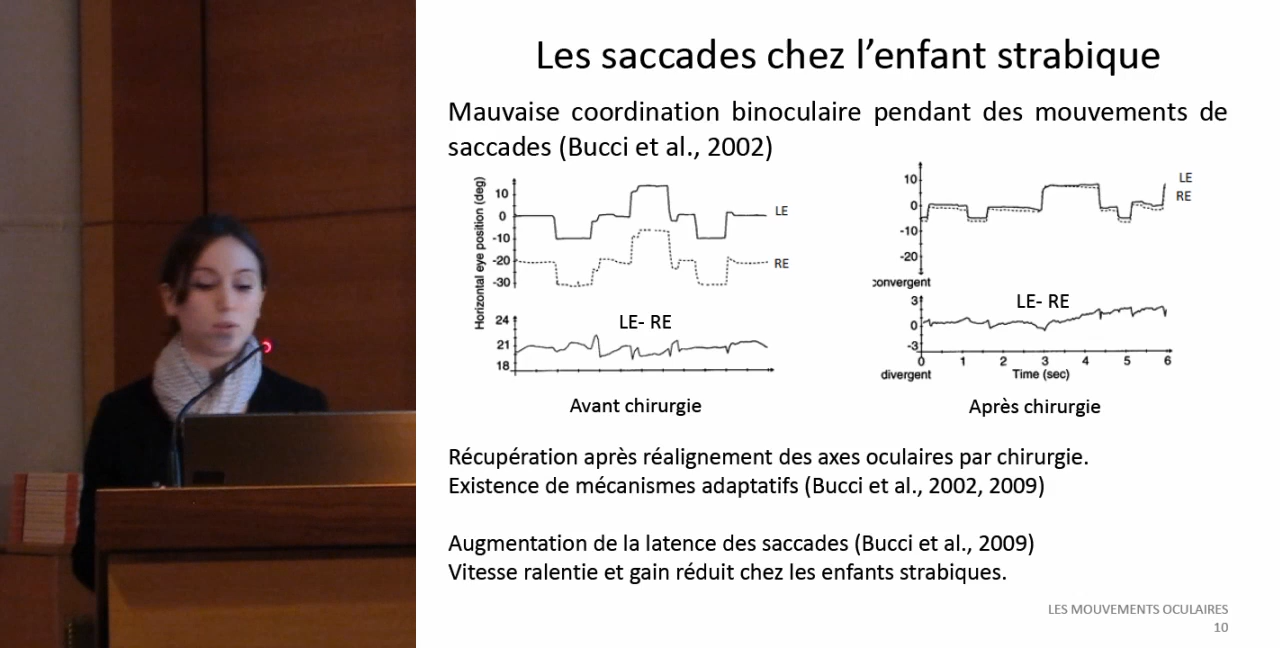 Les saccades chez l’enfant strabique
Mauvaise coordination binoculaire pendant des mouvements de
saccades (Bucci et al., 2002)
Horizontal eye position (deg)
10
0
-10
-20
-30
LE
RE
24
21
18
LE- RE
Avant chirurgie
10
0
-10
-20
LE
RE
convergent
3
0
-3
LE- RE
0 1 2 3 4 5 6
divergent Time (sec)
Après chirurgie
Récupération après réalignement des axes oculaires par chirurgie.
Existence de mécanismes adaptatifs (Bucci et al., 2002, 2009)
Augmentation de la latence des saccades (Bucci et al., 2009)
Vitesse ralentie et gain réduit chez les enfants strabiques.
LES MOUVEMENTS OCULAIRES
10